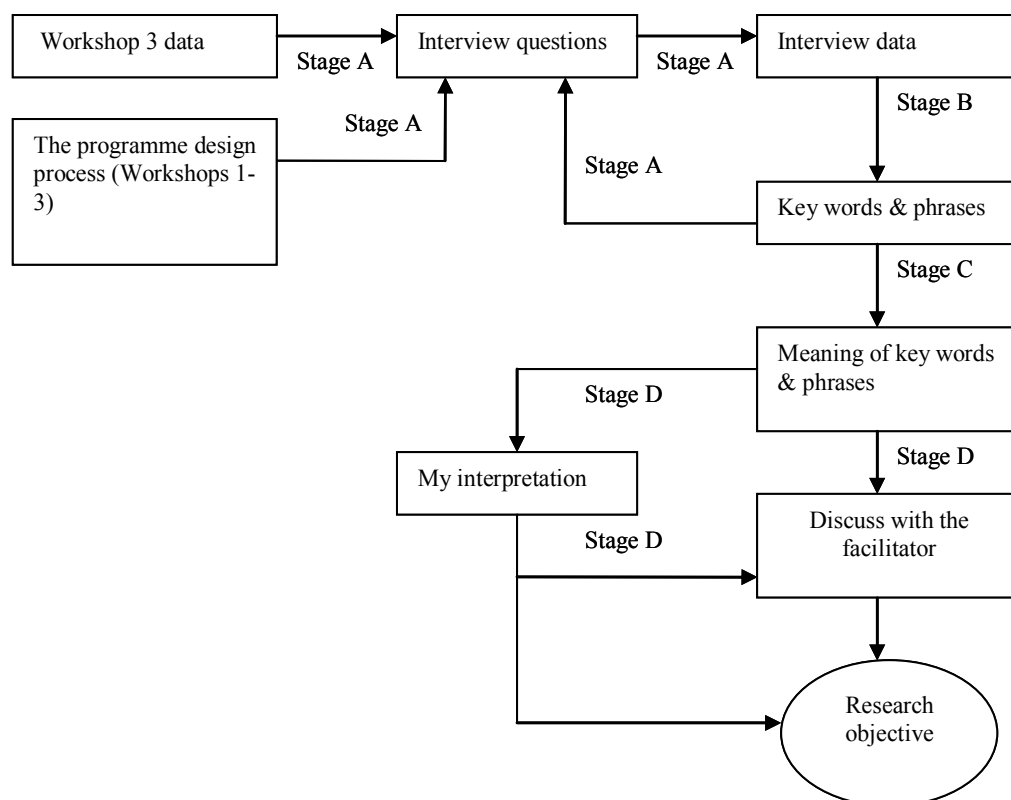 Workshop 3 data
Stage A
Interview questions
Stage A
Interview data
Stage A
Stage B
The programme design
process (Workshops 1-
3)
Stage A
Key words & phrases
Stage C
Meaning of key words
& phrases
Stage D
Stage D
My interpretation
Discuss with the
facilitator
Stage D
Research
objective